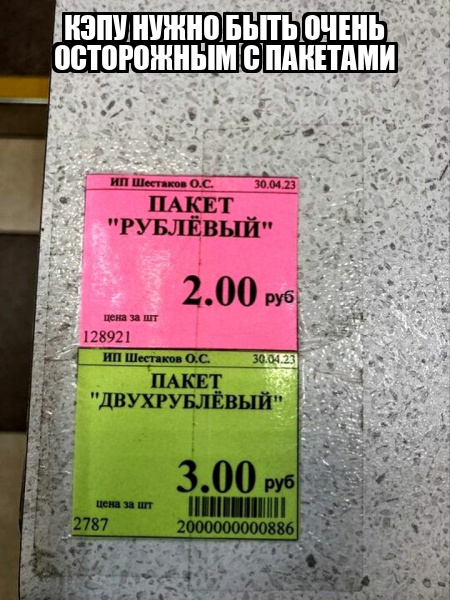 КЭПУ НУЖНО БЫТЬ ОЧЕНЬ
ОСТОРОЖНЫМ С ПАКЕТАМИ
ИП Шестаков О.С. 30.04.23
ПАКЕТ
"РУБЛЁВЫЙ"
2.00 руб
цена за шт
128921
ИП Шестаков О.С. 30.04.23
ПАКЕТ
"ДВУХРУБЛЁВЫЙ"
3.00 руб
цена за шт
2787 2000000000886